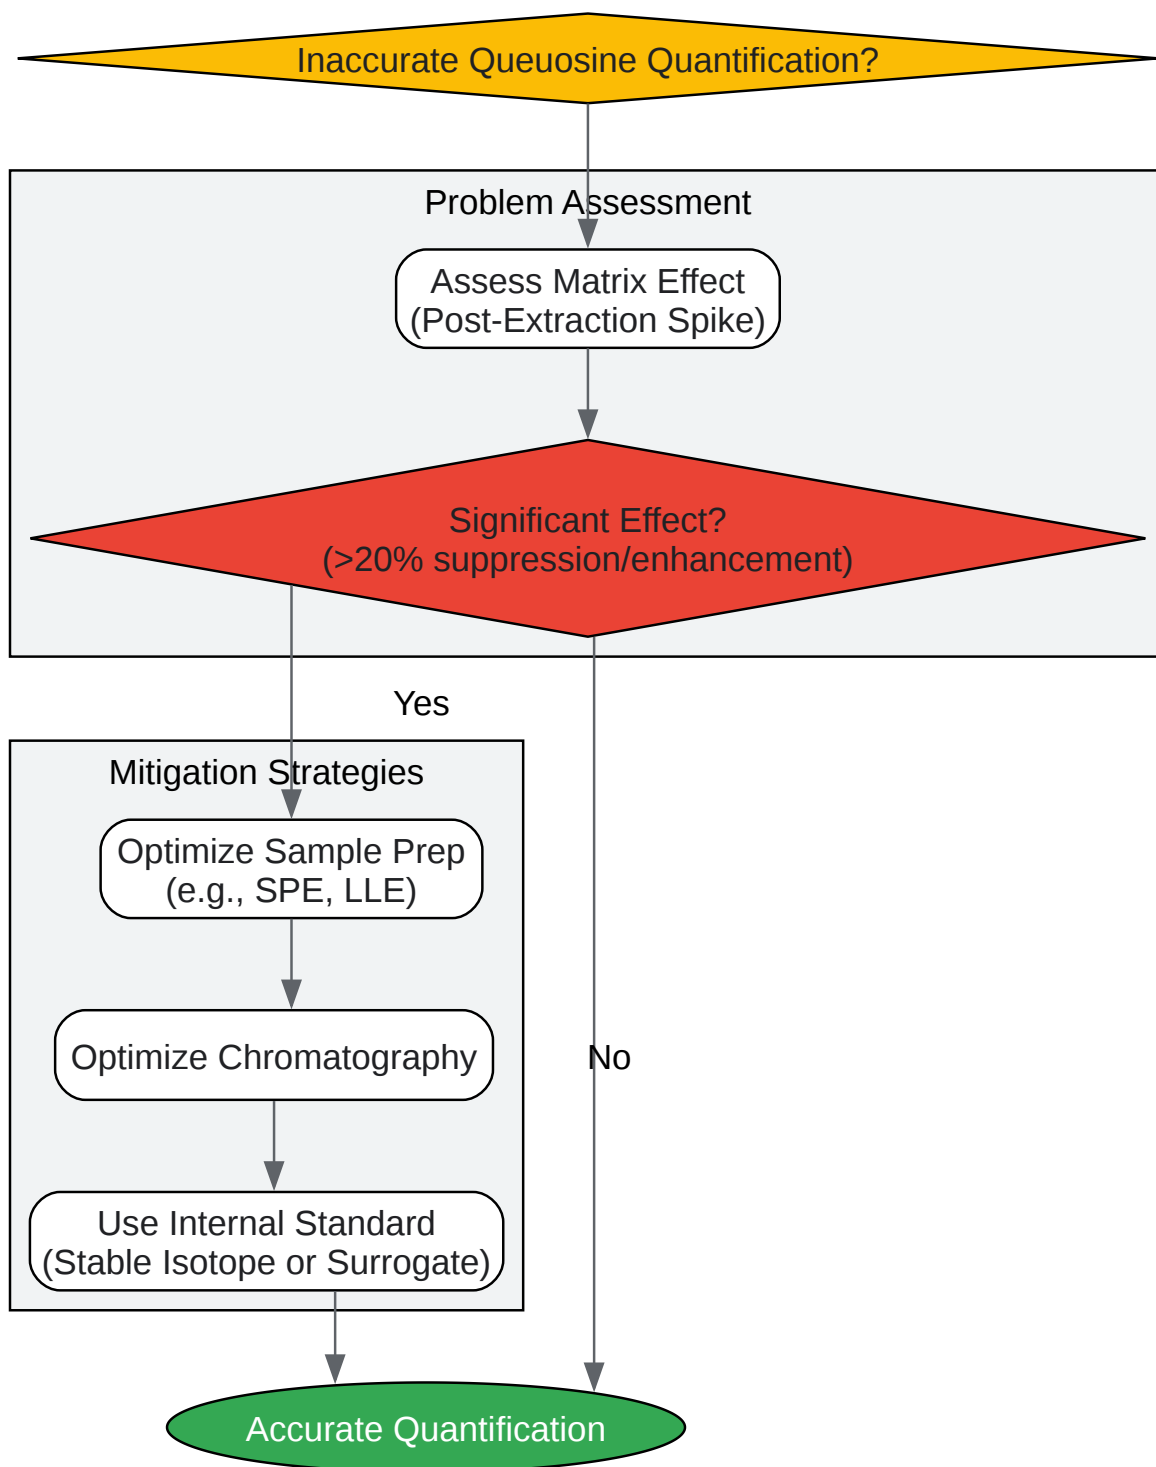 Inaccurate Queuosine Quantification?
Problem Assessment
Assess Matrix Effect
(Post-Extraction Spike)
Significant Effect?
(>20% suppression/enhancement)
Yes
Mitigation Strategies
Optimize Sample Prep
(e.g., SPE, LLE)
Optimize Chromatography
No
Use Internal Standard
(Stable Isotope or Surrogate)
Accurate Quantification